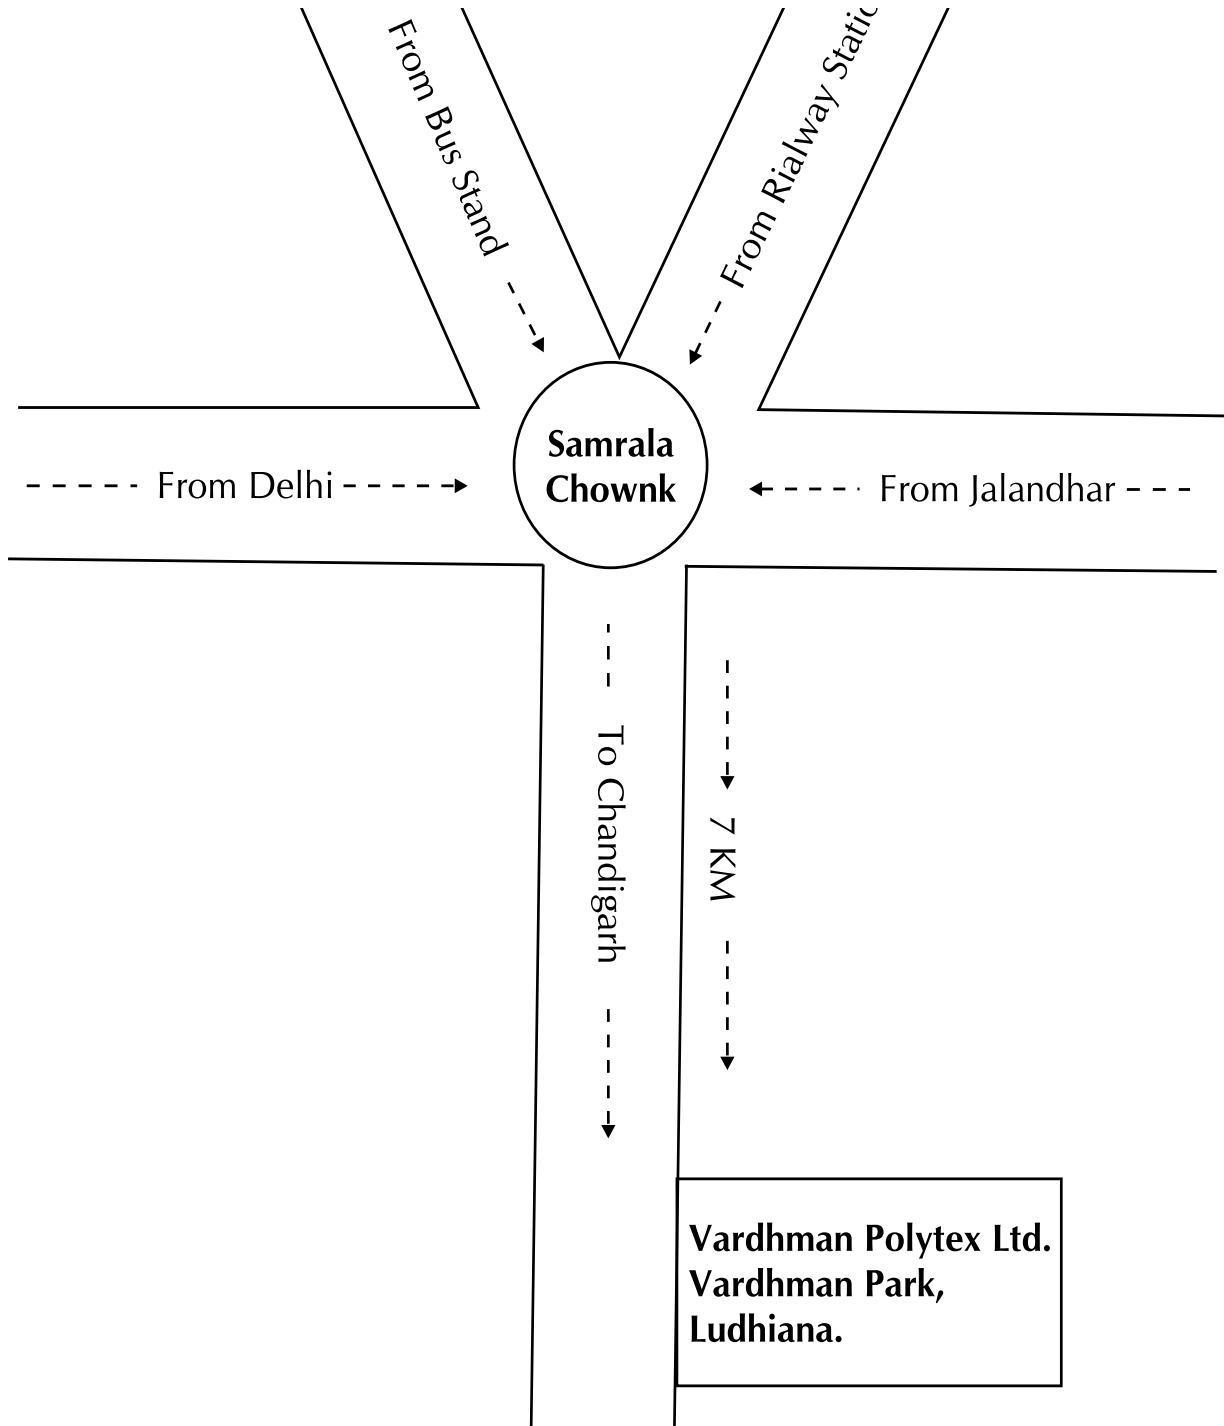 From Bus Stand
From Rialway
Samrala
Chownk
From Delhi
From Jalandhar
To Chandigarh
7 KM
Vardhman Polytex Ltd.
Vardhman Park,
Ludhiana.